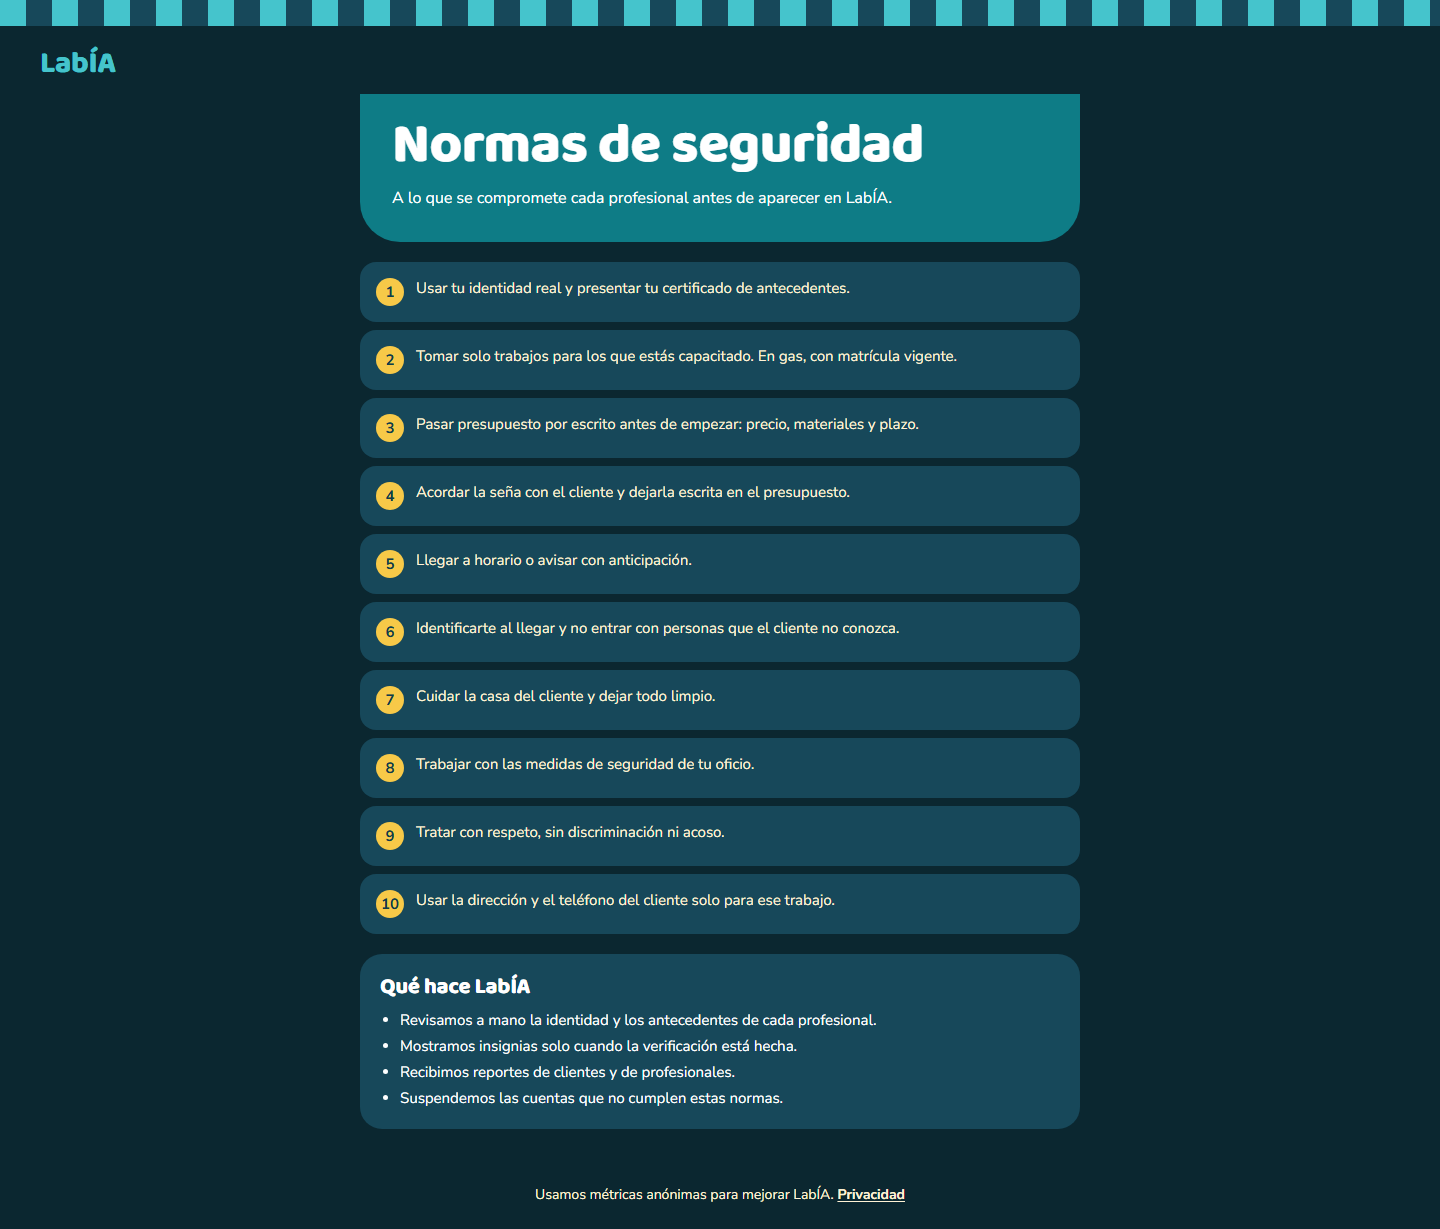 LabÍA
Normas de seguridad
A lo que se compromete cada profesional antes de aparecer en LabÍA.
1 Usar tu identidad real y presentar tu certificado de antecedentes.
2 Tomar solo trabajos para los que estás capacitado. En gas, con matrícula vigente.
3 Pasar presupuesto por escrito antes de empezar: precio, materiales y plazo.
4 Acordar la seña con el cliente y dejarla escrita en el presupuesto.
5 Llegar a horario o avisar con anticipación.
6 Identificarte al llegar y no entrar con personas que el cliente no conozca.
7 Cuidar la casa del cliente y dejar todo limpio.
8 Trabajar con las medidas de seguridad de tu oficio.
9 Tratar con respeto, sin discriminación ni acoso.
10 Usar la dirección y el teléfono del cliente solo para ese trabajo.
Qué hace LabÍA
• Revisamos a mano la identidad y los antecedentes de cada profesional.
• Mostramos insignias solo cuando la verificación está hecha.
• Recibimos reportes de clientes y de profesionales.
• Suspendemos las cuentas que no cumplen estas normas.
Usamos métricas anónimas para mejorar LabÍA. Privacidad